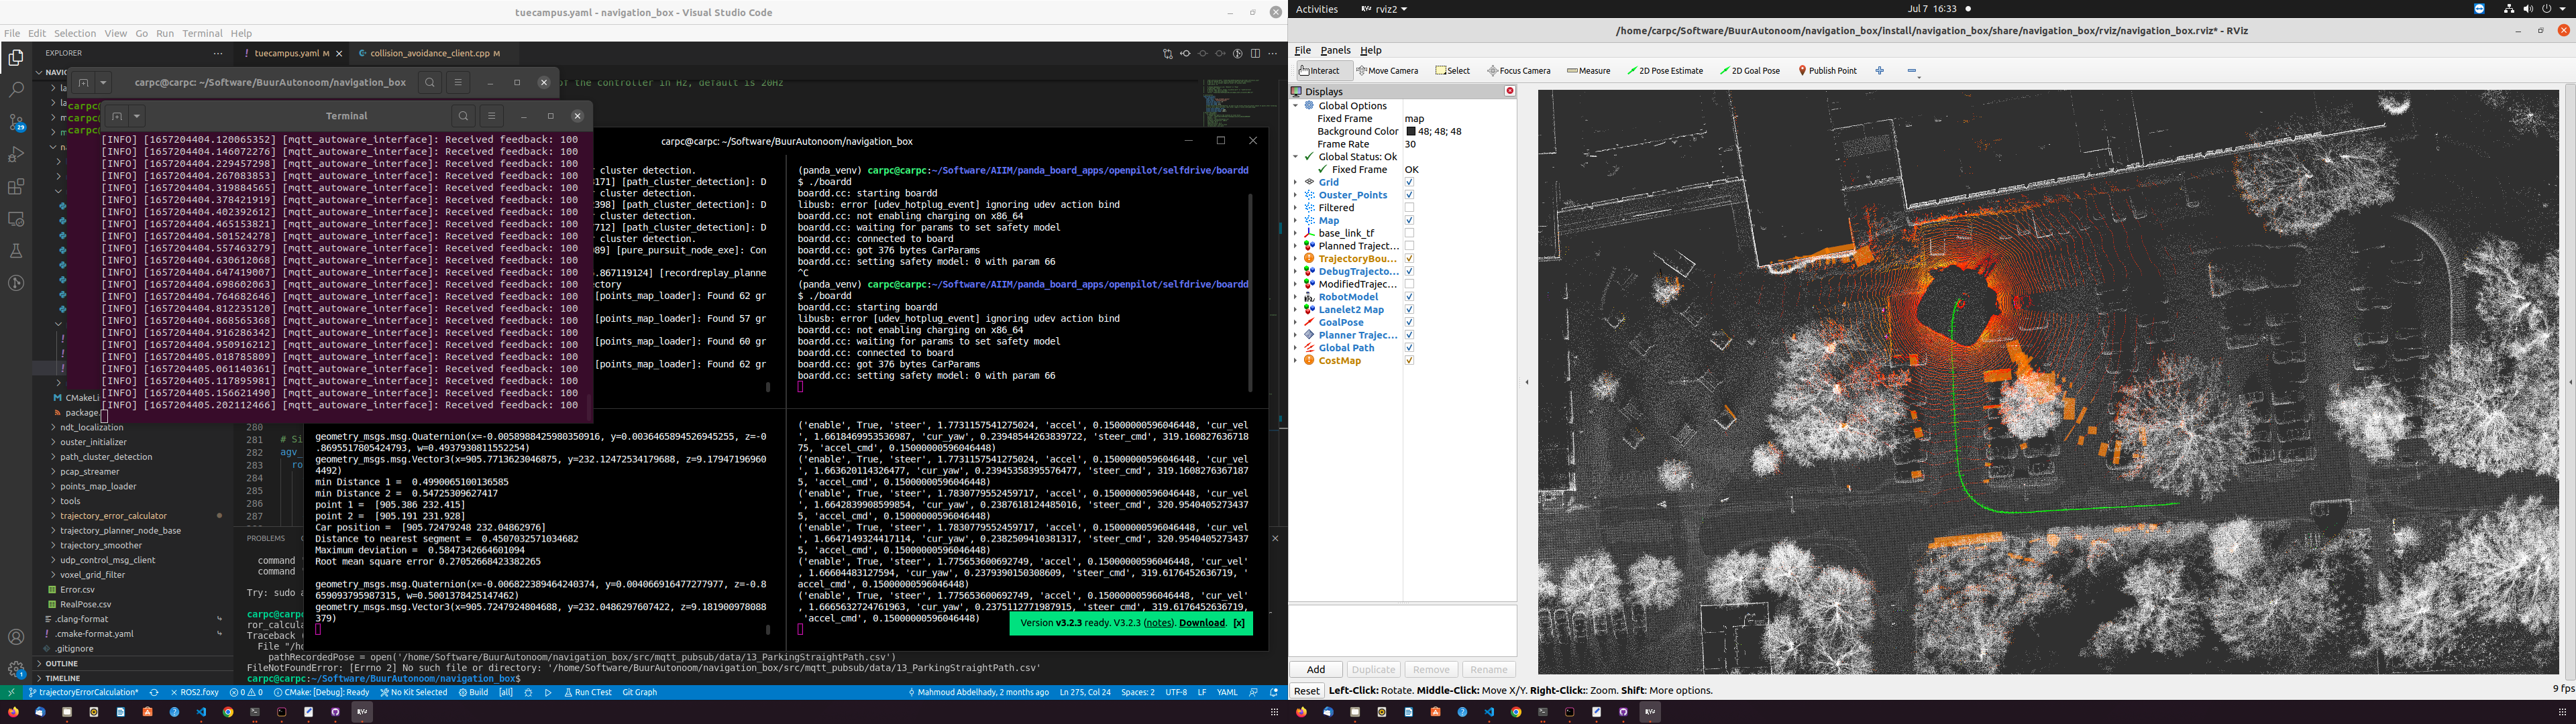 tuecampus.yaml - navigation_box - Visual Studio Code
File Edit Selection View Go Run Terminal Help
EXPLORER
tuecampus.yaml M
collision_avoidance_client.cpp M
carpc@carpc: ~/Software/BuurAutonoom/navigation_box
of the controller in Hz, default is 20Hz
Terminal
[INFO] [1657204404.120065352] [mqtt_autoware_interface]: Received feedback: 100
[INFO] [1657204404.146072276] [mqtt_autoware_interface]: Received feedback: 100
[INFO] [1657204404.229457298] [mqtt_autoware_interface]: Received feedback: 100
[INFO] [1657204404.267083853] [mqtt_autoware_interface]: Received feedback: 100
[INFO] [1657204404.319884565] [mqtt_autoware_interface]: Received feedback: 100
[INFO] [1657204404.378421919] [mqtt_autoware_interface]: Received feedback: 100
[INFO] [1657204404.402392612] [mqtt_autoware_interface]: Received feedback: 100
[INFO] [1657204404.465153821] [mqtt_autoware_interface]: Received feedback: 100
[INFO] [1657204404.501524278] [mqtt_autoware_interface]: Received feedback: 100
[INFO] [1657204404.557463279] [mqtt_autoware_interface]: Received feedback: 100
[INFO] [1657204404.630612068] [mqtt_autoware_interface]: Received feedback: 100
[INFO] [1657204404.647419007] [mqtt_autoware_interface]: Received feedback: 100
[INFO] [1657204404.698602063] [mqtt_autoware_interface]: Received feedback: 100
[INFO] [1657204404.764682646] [mqtt_autoware_interface]: Received feedback: 100
[INFO] [1657204404.812235120] [mqtt_autoware_interface]: Received feedback: 100
[INFO] [1657204404.868565368] [mqtt_autoware_interface]: Received feedback: 100
[INFO] [1657204404.916286342] [mqtt_autoware_interface]: Received feedback: 100
[INFO] [1657204404.950916212] [mqtt_autoware_interface]: Received feedback: 100
[INFO] [1657204405.018785809] [mqtt_autoware_interface]: Received feedback: 100
[INFO] [1657204405.061140361] [mqtt_autoware_interface]: Received feedback: 100
[INFO] [1657204405.117895981] [mqtt_autoware_interface]: Received feedback: 100
[INFO] [1657204405.156621490] [mqtt_autoware_interface]: Received feedback: 100
[INFO] [1657204405.202112466] [mqtt_autoware_interface]: Received feedback: 100
carpc@carpc: ~/Software/BuurAutonoom/navigation_box
r cluster detection.
3171] [path_cluster_detection]: D
r cluster detection.
2398] [path_cluster_detection]: D
r cluster detection.
7712] [path_cluster_detection]: D
r cluster detection.
089] [pure_pursuit_node_exe]: Con
.867119124] [recordreplay_planne
ctory
[points_map_loader]: Found 62 gr
[points_map_loader]: Found 57 gr
[points_map_loader]: Found 60 gr
[points_map_loader]: Found 62 gr
(panda_venv) carpc@carpc:~/Software/AIIM/panda_board_apps/openpilot/selfdrive/boardd
$ ./boardd
boardd.cc: starting boardd
libusb: error [udev_hotplug_event] ignoring udev action bind
boardd.cc: not enabling charging on x86_64
boardd.cc: waiting for params to set safety model
boardd.cc: connected to board
boardd.cc: got 376 bytes CarParams
boardd.cc: setting safety model: 0 with param 66
^C
(panda_venv) carpc@carpc:~/Software/AIIM/panda_board_apps/openpilot/selfdrive/boardd
$ ./boardd
boardd.cc: starting boardd
libusb: error [udev_hotplug_event] ignoring udev action bind
boardd.cc: not enabling charging on x86_64
boardd.cc: waiting for params to set safety model
boardd.cc: connected to board
boardd.cc: got 376 bytes CarParams
boardd.cc: setting safety model: 0 with param 66
CMakeLi
package.
ndt_localization
ouster_initializer
path_cluster_detection
pcap_streamer
points_map_loader
tools
trajectory_error_calculator
trajectory_planner_node_base
trajectory_smoother
udp_control_msg_client
voxel_grid_filter
Error.csv
RealPose.csv
.clang-format
.cmake-format.yaml
.gitignore
OUTLINE
TIMELINE
280
281 # Si
282 agv_
283 ro
284
285
286
287
PROBLEMS
command
command
Try: sudo a
geometry_msgs.msg.Quaternion(x=-0.0058988425980350916, y=0.0036465894526945255, z=-0
.8695517805424793, w=0.4937930811552254)
geometry_msgs.msg.Vector3(x=905.7713623046875, y=232.12472534179688, z=9.17947196960
4492)
min Distance 1 = 0.4990065100136585
min Distance 2 = 0.54725309627417
point 1 = [905.386 232.415]
point 2 = [905.191 231.928]
Car position = [905.72479248 232.04862976]
Distance to nearest segment = 0.4507032571034682
Maximum deviation = 0.5847342664601094
Root mean square error 0.27052668423382265
geometry_msgs.msg.Quaternion(x=-0.006822389464240374, y=0.004066916477277977, z=-0.8
659093795987315, w=0.5001378425147462)
geometry_msgs.msg.Vector3(x=905.7247924804688, y=232.0486297607422, z=9.181900978088
379)
('enable', True, 'steer', 1.7731157541275024, 'accel', 0.15000000596046448, 'cur_vel
', 1.6618469953536987, 'cur_yaw', 0.23948544263839722, 'steer_cmd', 319.160827636718
75, 'accel_cmd', 0.15000000596046448)
('enable', True, 'steer', 1.7731157541275024, 'accel', 0.15000000596046448, 'cur_vel
', 1.663620114326477, 'cur_yaw', 0.23945358395576477, 'steer_cmd', 319.1608276367187
5, 'accel_cmd', 0.15000000596046448)
('enable', True, 'steer', 1.7830779552459717, 'accel', 0.15000000596046448, 'cur_vel
', 1.6642839908599854, 'cur_yaw', 0.2387618124485016, 'steer_cmd', 320.9540405273437
5, 'accel_cmd', 0.15000000596046448)
('enable', True, 'steer', 1.7830779552459717, 'accel', 0.15000000596046448, 'cur_vel
', 1.6647149324417114, 'cur_yaw', 0.2382509410381317, 'steer_cmd', 320.9540405273437
5, 'accel_cmd', 0.15000000596046448)
('enable', True, 'steer', 1.775653600692749, 'accel', 0.15000000596046448, 'cur_vel'
, 1.66604483127594, 'cur_yaw', 0.2379390150308609, 'steer_cmd', 319.6176452636719, '
accel_cmd', 0.15000000596046448)
('enable', True, 'steer', 1.775653600692749, 'accel', 0.15000000596046448, 'cur_vel'
, 1.6665632724761963, 'cur_yaw', 0.2375112771987915, 'steer_cmd', 319.6176452636719,
'accel_cmd', 0.15000000596046448)
Version v3.2.3 ready. V3.2.3 (notes). Download. [x]
ror_calcula
Traceback (
File "/ho
pathRecordedPose = open('/home/Software/BuurAutonoom/navigation_box/src/mqtt_pubsub/data/13_ParkingStraightPath.csv')
FileNotFoundError: [Errno 2] No such file or directory: '/home/Software/BuurAutonoom/navigation_box/src/mqtt_pubsub/data/13_ParkingStraightPath.csv'
carpc@carpc:~/Software/BuurAutonoom/navigation_box$
trajectoryErrorCalculation* ROS2.foxy 0 0 CMake: [Debug]: Ready No Kit Selected Build [all] Run CTest Git Graph Mahmoud Abdelhady, 2 months ago Ln 275, Col 24 Spaces: 2 UTF-8 LF YAML
Activities rviz2 Jul 7 16:33
/home/carpc/Software/BuurAutonoom/navigation_box/install/navigation_box/share/navigation_box/rviz/navigation_box.rviz* - RViz
File Panels Help
Interact Move Camera Select Focus Camera Measure 2D Pose Estimate 2D Goal Pose Publish Point
Displays
Global Options
Fixed Frame map
Background Color 48; 48; 48
Frame Rate 30
Global Status: Ok
Fixed Frame OK
Grid
Ouster_Points
Filtered
Map
base_link_tf
Planned Traject...
TrajectoryBou...
DebugTrajecto...
ModifiedTrajec...
RobotModel
Lanelet2 Map
GoalPose
Planner Trajec...
Global Path
CostMap
Add Duplicate Remove Rename
Reset Left-Click: Rotate. Middle-Click: Move X/Y. Right-Click:: Zoom. Shift: More options. 9 fps